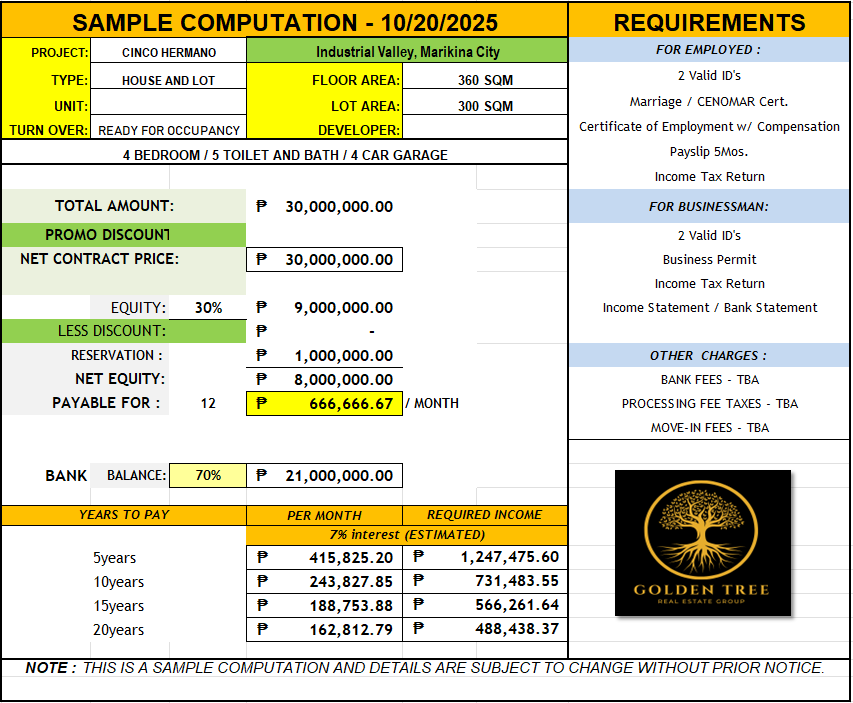 SAMPLE COMPUTATION - 10/20/2025
PROJECT: CINCO HERMANO Industrial Valley, Marikina City
TYPE: HOUSE AND LOT FLOOR AREA: 360 SQM
UNIT: LOT AREA: 300 SQM
TURN OVER: READY FOR OCCUPANCY DEVELOPER:
4 BEDROOM / 5 TOILET AND BATH / 4 CAR GARAGE
TOTAL AMOUNT: ₱ 30,000,000.00
PROMO DISCOUNT
NET CONTRACT PRICE: ₱ 30,000,000.00
EQUITY: 30% ₱ 9,000,000.00
LESS DISCOUNT: ₱ -
RESERVATION : ₱ 1,000,000.00
NET EQUITY: ₱ 8,000,000.00
PAYABLE FOR : 12 ₱ 666,666.67 / MONTH
BANK BALANCE: 70% ₱ 21,000,000.00
YEARS TO PAY PER MONTH REQUIRED INCOME
7% interest (ESTIMATED)
5years ₱ 415,825.20 ₱ 1,247,475.60
10years ₱ 243,827.85 ₱ 731,483.55
15years ₱ 188,753.88 ₱ 566,261.64
20years ₱ 162,812.79 ₱ 488,438.37
REQUIREMENTS
FOR EMPLOYED :
2 Valid ID's
Marriage / CENOMAR Cert.
Certificate of Employment w/ Compensation
Payslip 5Mos.
Income Tax Return
FOR BUSINESSMAN:
2 Valid ID's
Business Permit
Income Tax Return
Income Statement / Bank Statement
OTHER CHARGES :
BANK FEES - TBA
PROCESSING FEE TAXES - TBA
MOVE-IN FEES - TBA
GOLDEN TREE
REAL ESTATE GROUP
NOTE : THIS IS A SAMPLE COMPUTATION AND DETAILS ARE SUBJECT TO CHANGE WITHOUT PRIOR NOTICE.